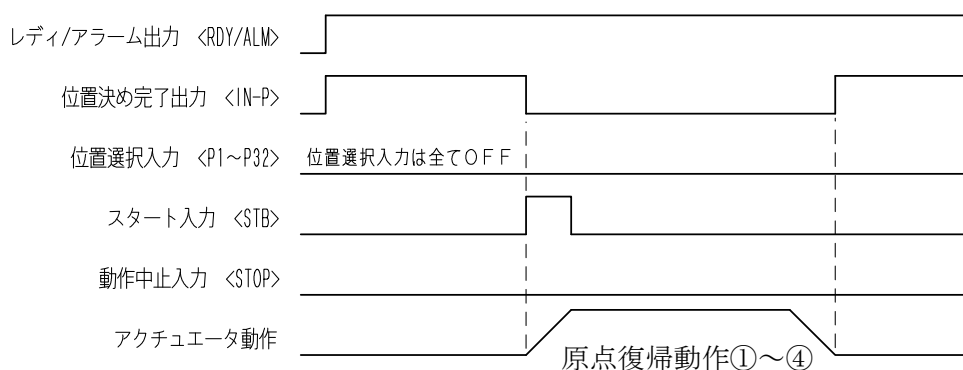 レディ/アラーム出力 <RDY/ALM>
位置決め完了出力 <IN-P>
位置選択入力 <P1~P32> 位置選択入力は全てOFF
スタート入力 <STB>
動作中止入力 <STOP>
アクチュエータ動作
原点復帰動作①~④